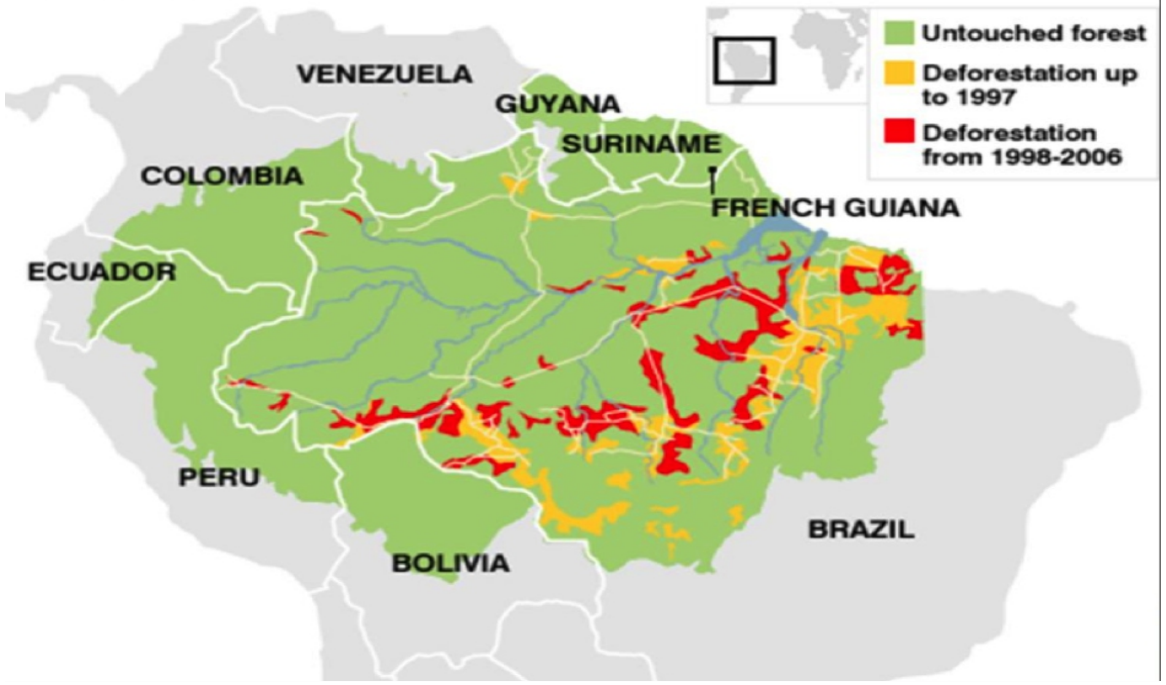 Untouched forest
Deforestation up
to 1997
Deforestation
from 1998-2006
VENEZUELA
GUYANA
SURINAME
COLOMBIA
FRENCH GUIANA
ECUADOR
PERU
BRAZIL
BOLIVIA